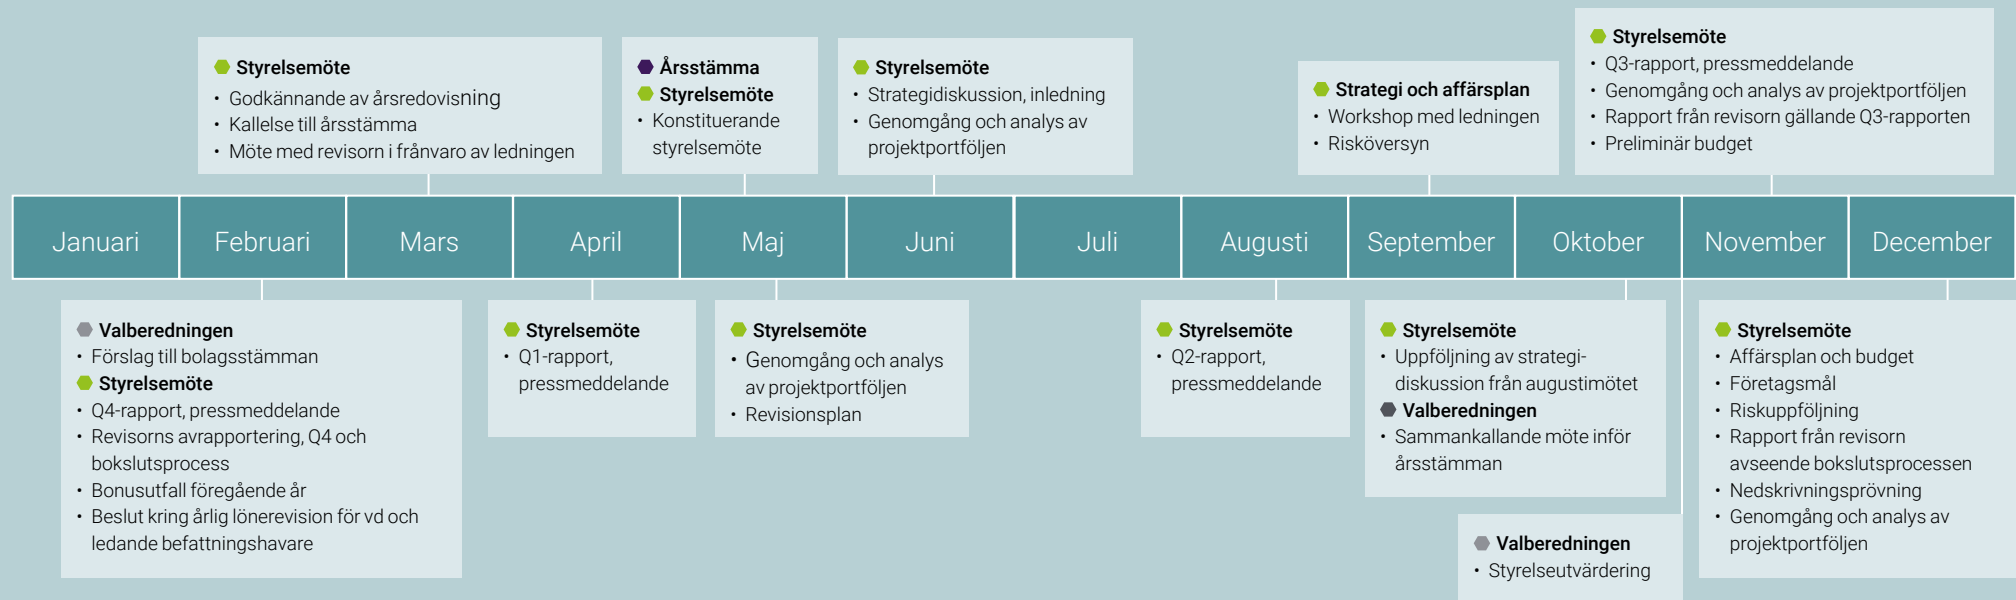 Styrelsemöte
• Godkännande av årsredovisning
• Kallelse till årsstämma
• Möte med revisorn i frånvaro av ledningen
Årsstämma
Styrelsemöte
• Konstituerande
styrelsemöte
Styrelsemöte
• Strategidiskussion, inledning
• Genomgång och analys av
projektportföljen
Strategi och affärsplan
• Workshop med ledningen
• Risköversyn
Styrelsemöte
• Q3-rapport, pressmeddelande
• Genomgång och analys av projektportföljen
• Rapport från revisorn gällande Q3-rapporten
• Preliminär budget
Januari
Februari
Mars
April
Maj
Juni
Juli
Augusti
September
Oktober
November
December
Valberedningen
• Förslag till bolagsstämman
Styrelsemöte
• Q4-rapport, pressmeddelande
• Revisorns avrapportering, Q4 och
bokslutsprocess
• Bonusutfall föregående år
• Beslut kring årlig lönerevision för vd och
ledande befattningshavare
Styrelsemöte
• Q1-rapport,
pressmeddelande
Styrelsemöte
• Genomgång och analys
av projektportföljen
• Revisionsplan
Styrelsemöte
• Q2-rapport,
pressmeddelande
Styrelsemöte
• Uppföljning av strategi-
diskussion från augustimötet
Valberedningen
• Sammankallande möte inför
årsstämman
Valberedningen
• Styrelseutvärdering
Styrelsemöte
• Affärsplan och budget
• Företagsmål
• Riskuppföljning
• Rapport från revisorn
avseende bokslutsprocessen
• Nedskrivningsprövning
• Genomgång och analys av
projektportföljen